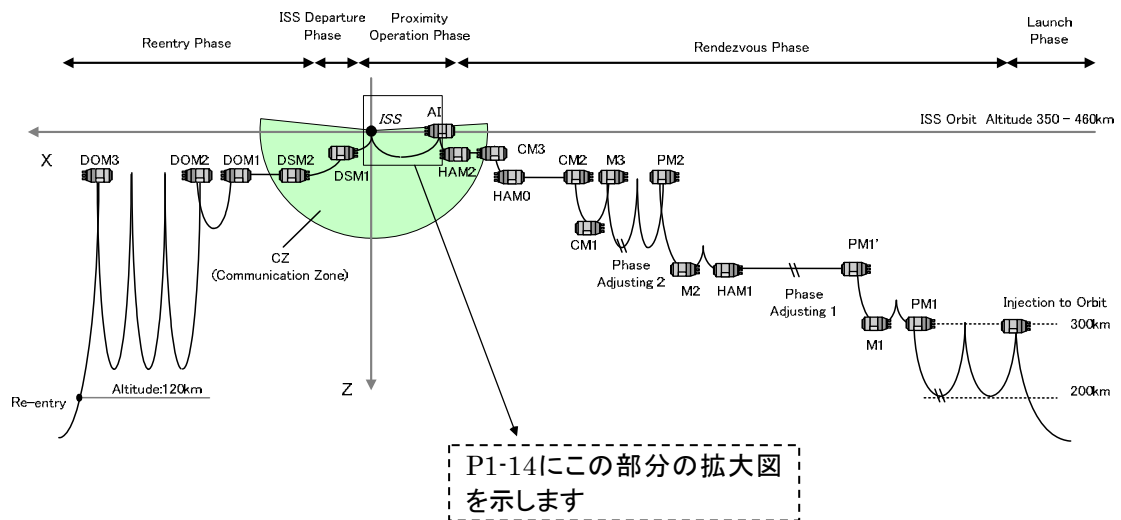 ISS Departure
Phase
Proximity
Operation Phase
Launch
Phase
Reentry Phase
Rendezvous Phase
ISS
AI
ISS Orbit Altitude 350 - 460km
X
DOM3
DOM2
DOM1
DSM2
DSM1
HAM2
CM3
HAM0
CM2
M3
PM2
CM1
CZ
(Communication Zone)
Phase
Adjusting 2
M2
HAM1
Phase
Adjusting 1
PM1'
M1
PM1
Injection to Orbit
300km
200km
Z
Altitude:120km
Re-entry
P1-14にこの部分の拡大図
を示します